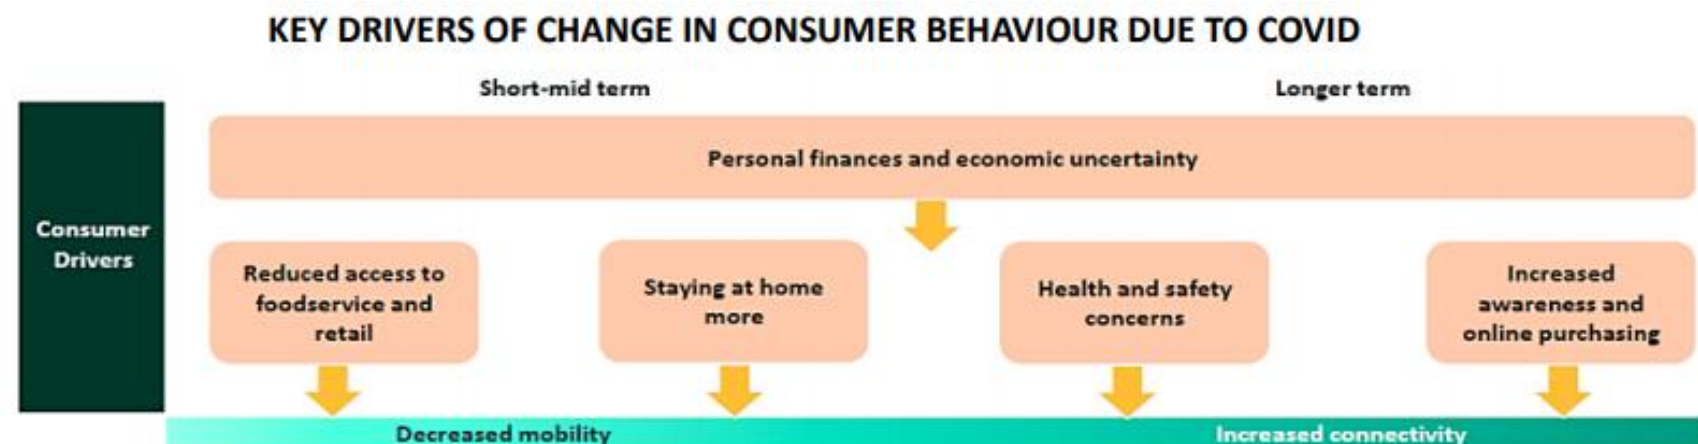 KEY DRIVERS OF CHANGE IN CONSUMER BEHAVIOUR DUE TO COVID
Short-mid term
Longer term
Personal finances and economic uncertainty
Consumer
Drivers
Reduced access to
foodservice and
retail
Staying at home
more
Health and safety
concerns
Increased
awareness and
online purchasing
Decreased mobility
Increased connectivity